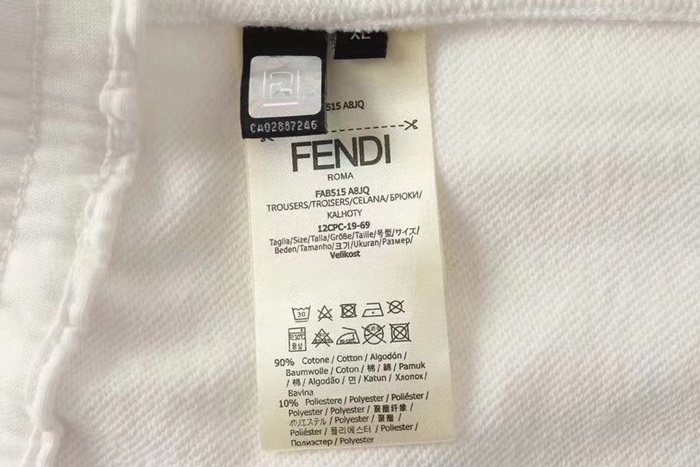 XL
515 A8JQ
CA02887246
FENDI
ROMA
FAB515 A8JQ
TROUSERS/TROISERS/CELANA/БРЮКИ/
KALHOTY
12CPC-19-69
Taglia/Size/Talla/Größe/Taille/号型/サイズ/
Beden/Tamanho/크기/Ukuran/Размер/
Velikost
30
90% Cotone / Cotton / Algodón /
Baumwolle / Coton / 棉 / 綿 / Pamuk
/ 棉 / Algodão / 면 / Katun / Хлопок /
Bavina
10% Poliestere / Polyester / Poliéster /
Polyester / Polyester / 聚酯纤维 /
ポリエステル / Polyester / 聚酯 /
Poliéster / 폴리에스터 / Polyester /
Полиэстер / Polyester